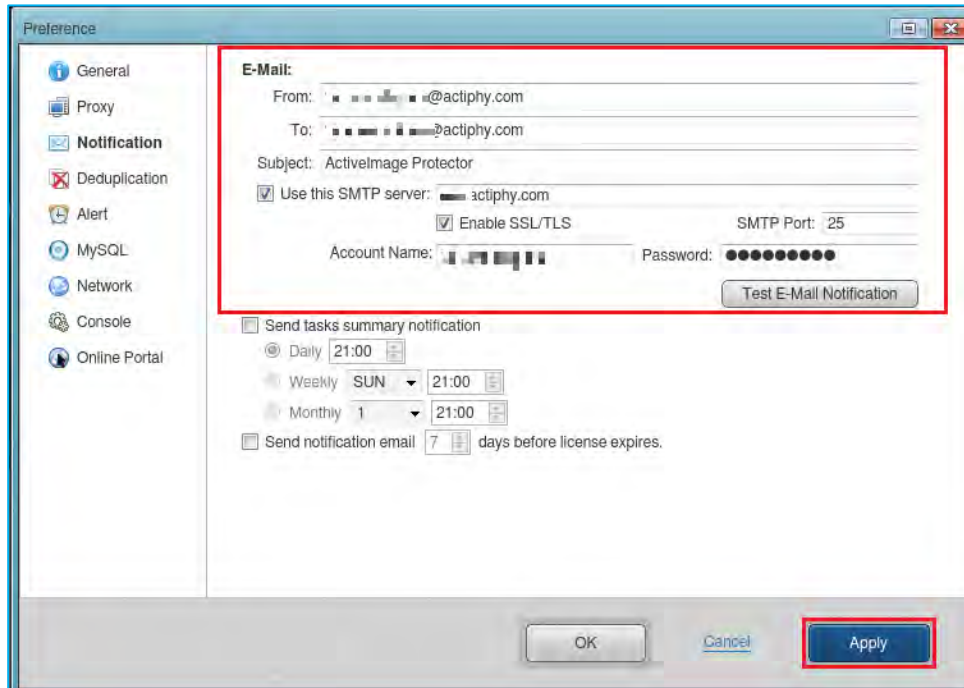 Preference
General
Proxy
Notification
Deduplication
Alert
MySQL
Network
Console
Online Portal
E-Mail:
From: @actiphy.com
To: @actiphy.com
Subject: ActiveImage Protector
Use this SMTP server: actiphy.com
Enable SSL/TLS SMTP Port: 25
Account Name: Password: ●●●●●●●●●
Test E-Mail Notification
Send tasks summary notification
Daily 21:00
Weekly SUN 21:00
Monthly 1 21:00
Send notification email 7 days before license expires.
OK Cancel Apply